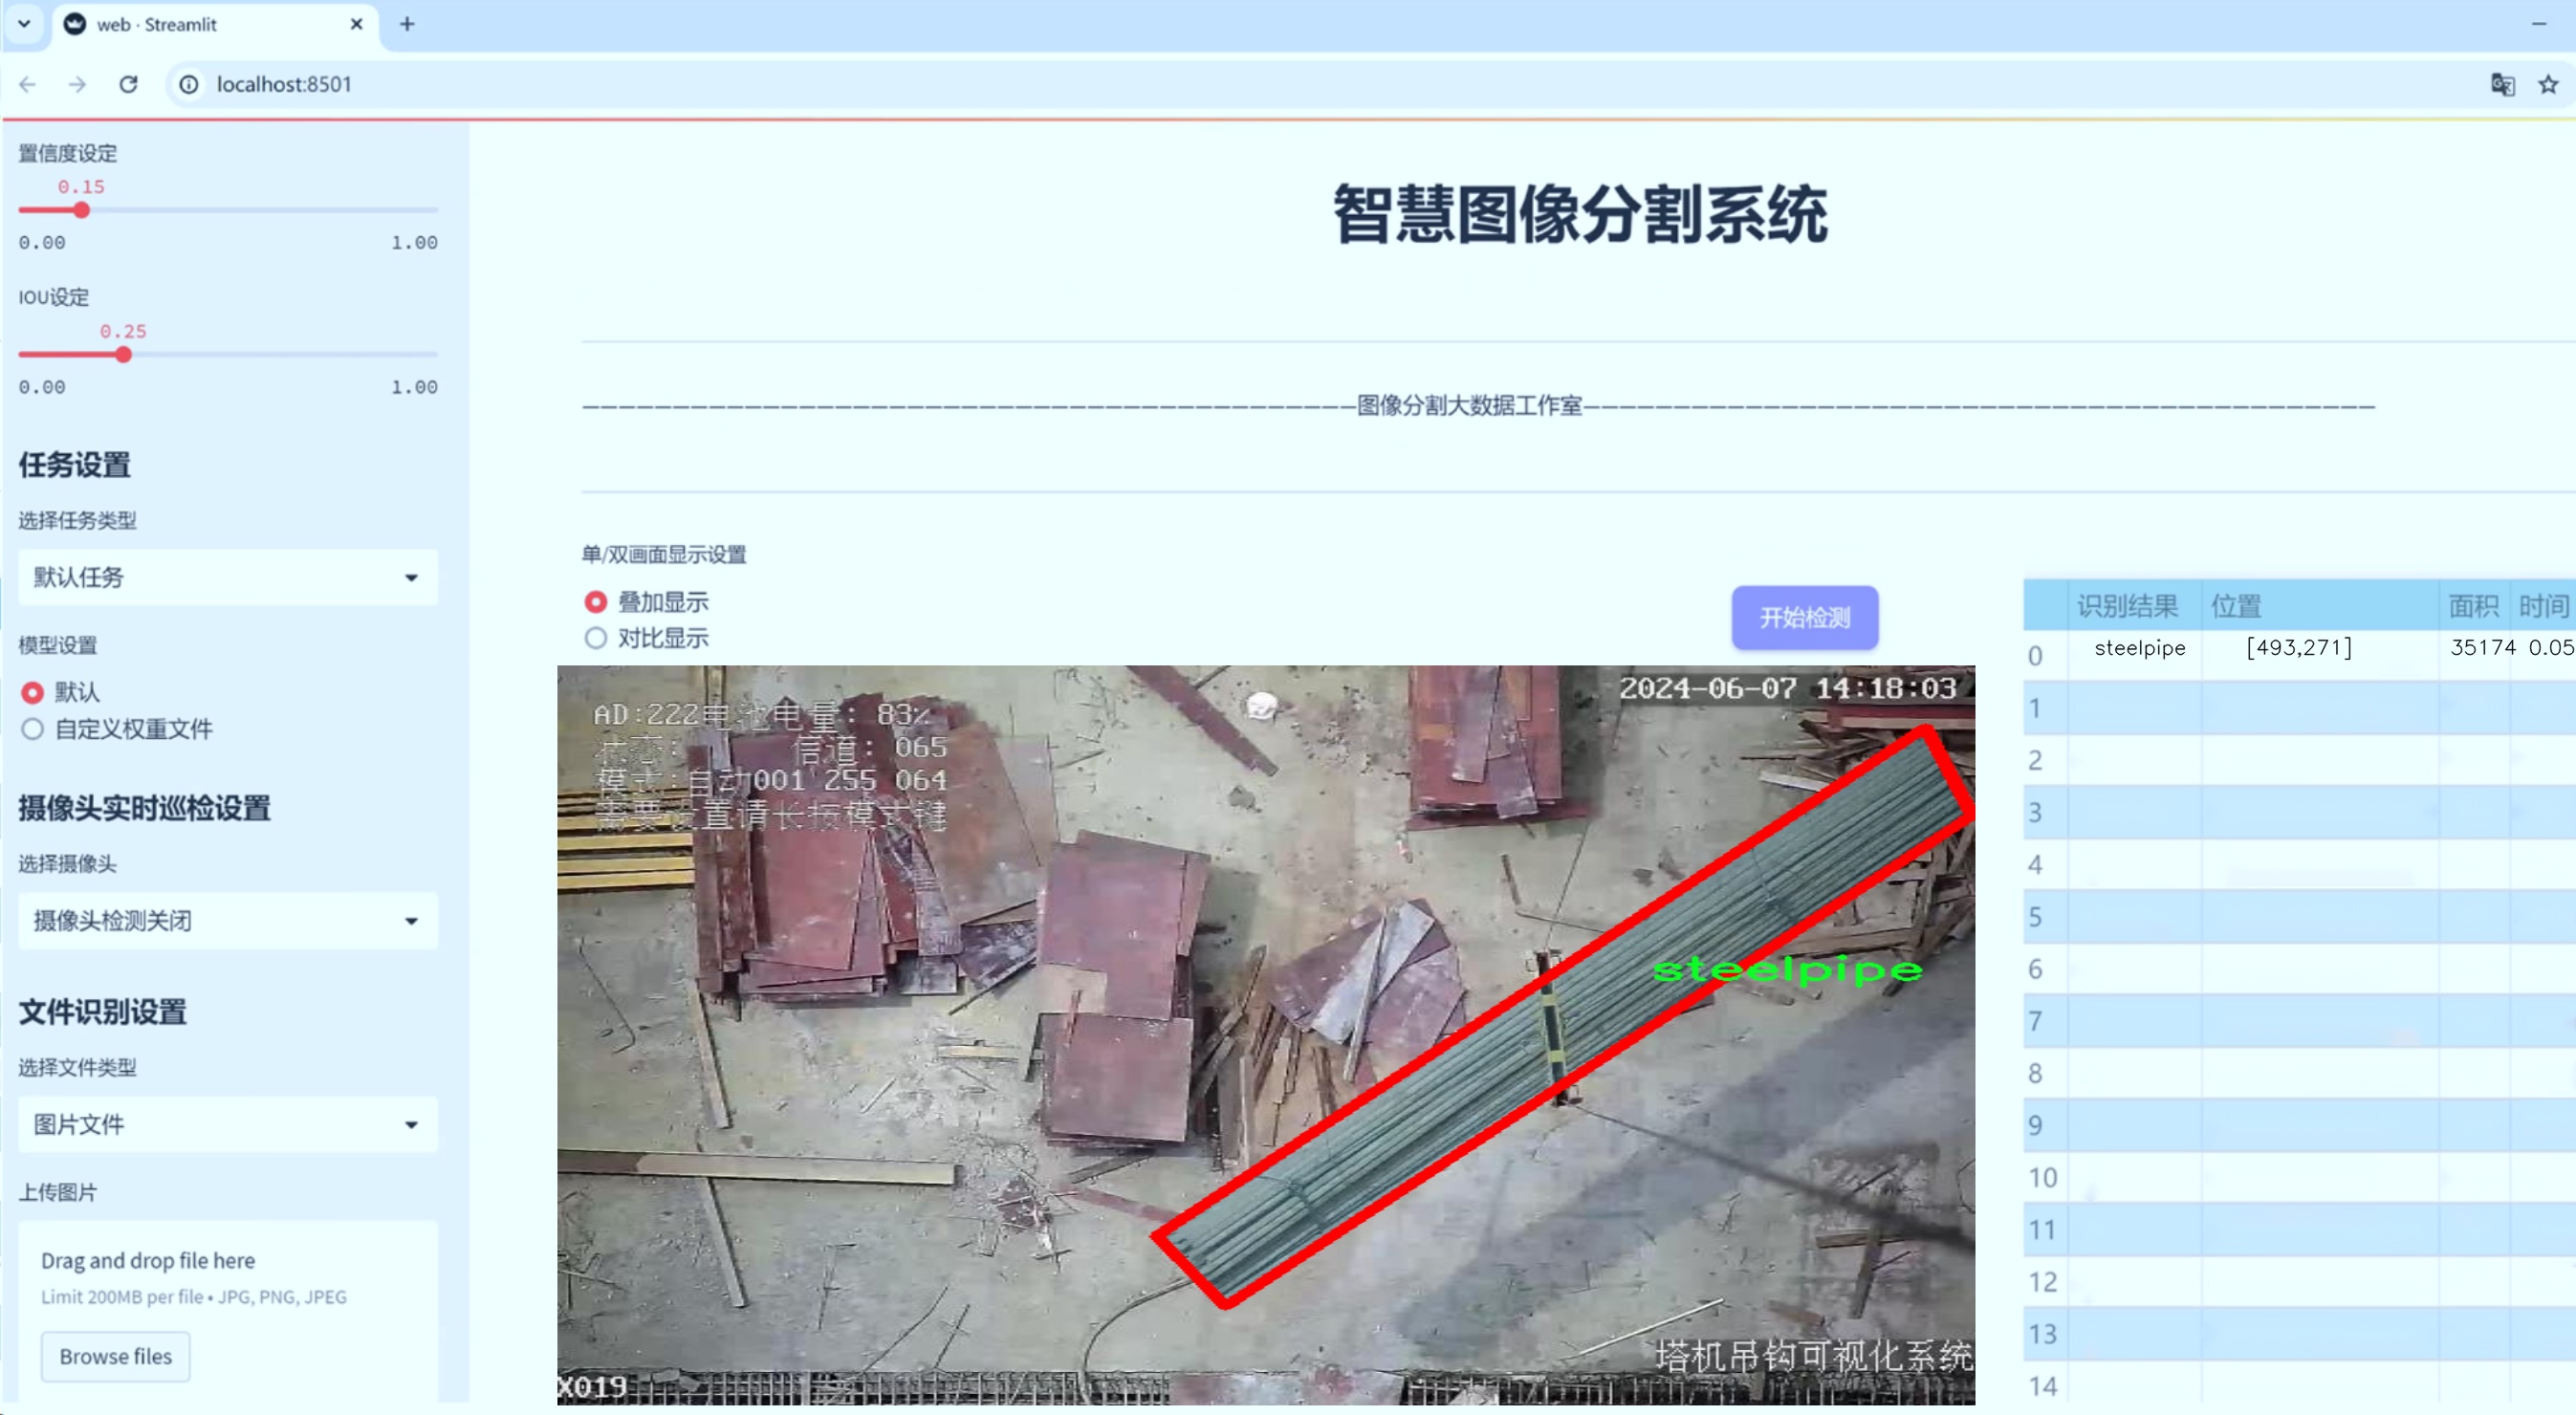 web · Streamlit
localhost:8501
置信度设定
0.15
0.00 1.00
IOU设定
0.25
0.00 1.00
任务设置
选择任务类型
默认任务
模型设置
默认
自定义权重文件
摄像头实时巡检设置
选择摄像头
摄像头检测关闭
文件识别设置
选择文件类型
图片文件
上传图片
Drag and drop file here
Limit 200MB per file • JPG, PNG, JPEG
Browse files
智慧图像分割系统
图像分割大数据工作室
单/双画面显示设置
叠加显示
对比显示
开始检测
2024-06-07 14:18:03
AD:222电池电量: 83%
信道: 065
模式:自动001 255 064
需要设置请长按模式键
steelpipe
塔机吊钩可视化系统
X019
识别结果 位置 面积 时间
0 steelpipe [493,271] 35174 0.05
1
2
3
4
5
6
7
8
9
10
11
12
13
14